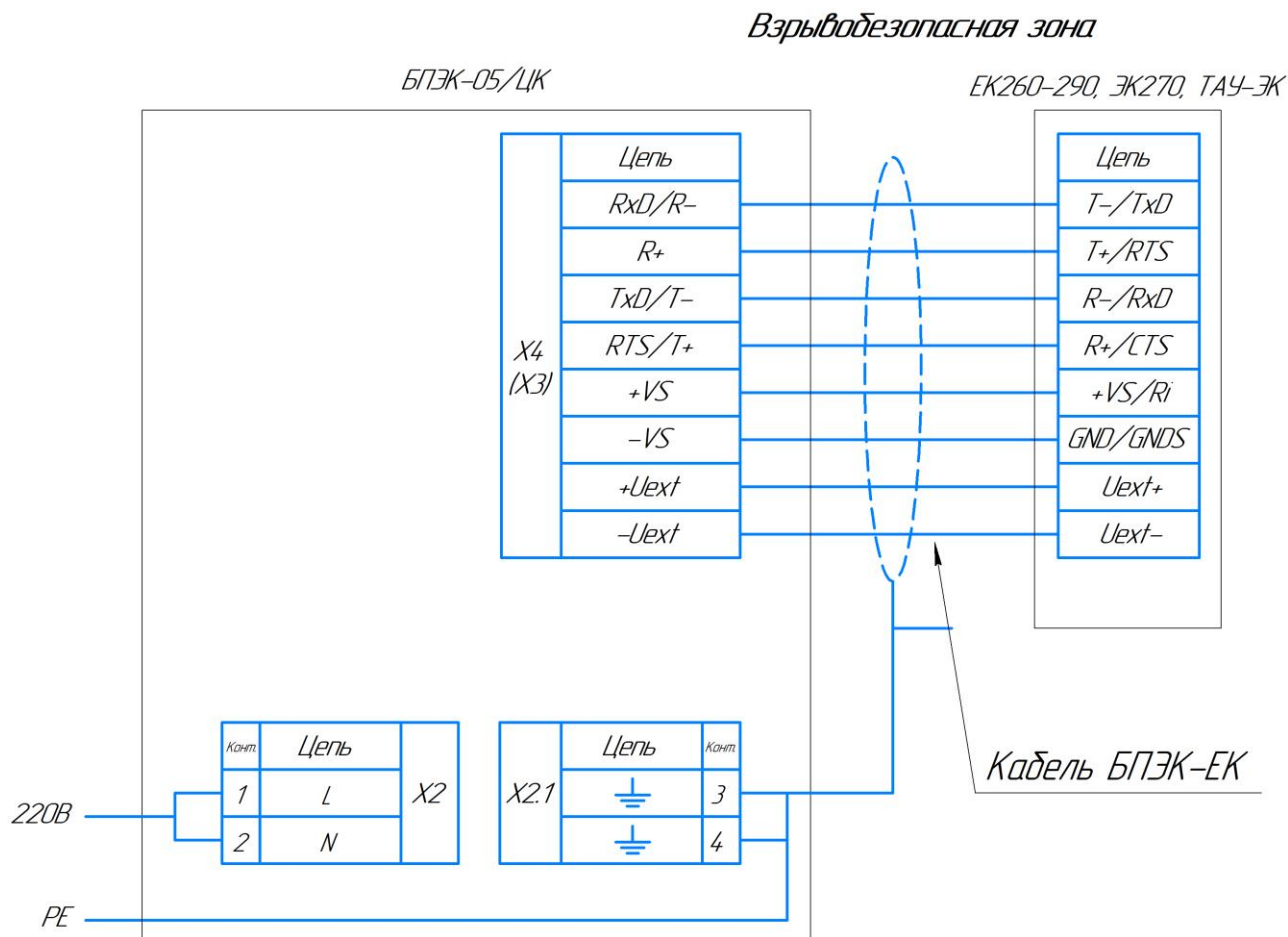 Взрывобезопасная зона
БПЭК-05/ЦК
ЕК260-290, ЭК270, ТАУ-ЭК
X4
(X3)
Цепь
RxD/R-
R+
TxD/T-
RTS/T+
+VS
-VS
+Uext
-Uext
Цепь
T-/TxD
T+/RTS
R-/RxD
R+/CTS
+VS/Ri
GND/GNDS
Uext+
Uext-
Кабель БПЭК-ЕК
220В
Конт. Цепь X2
1 L
2 N
X2.1 Цепь Конт.
3
4
PE